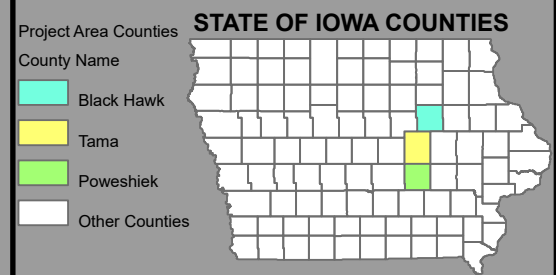 STATE OF IOWA COUNTIES
Project Area Counties
County Name
Black Hawk
Tama
Poweshiek
Other Counties